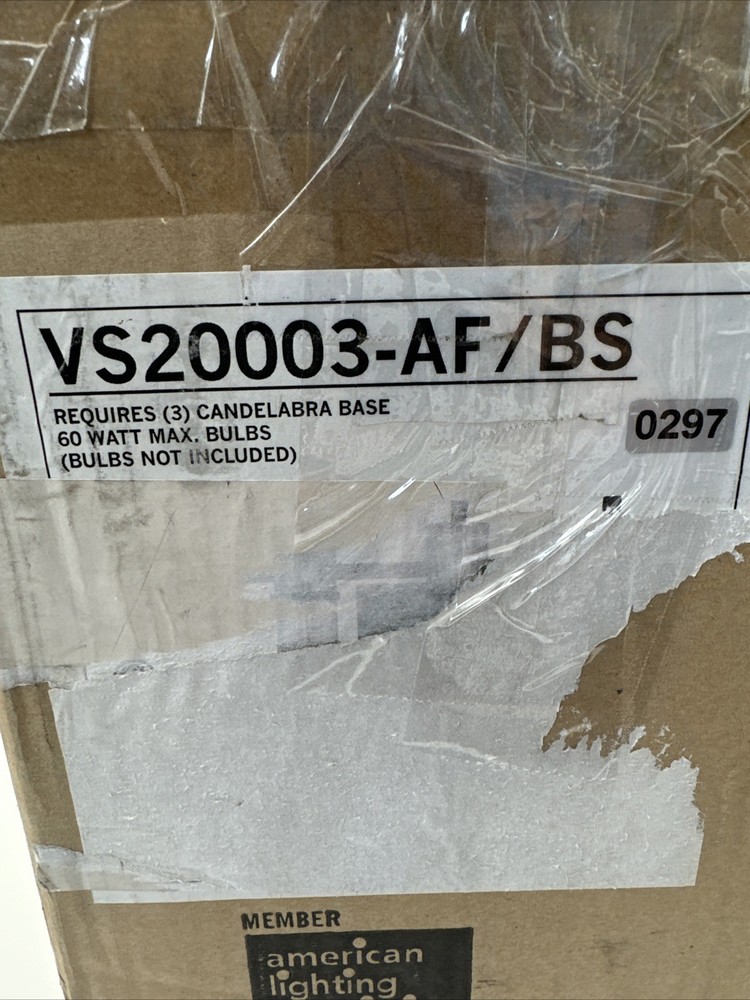 VS20003-AF/BS
REQUIRES (3) CANDELABRA BASE
60 WATT MAX. BULBS
(BULBS NOT INCLUDED)
0297
MEMBER
american
lighting